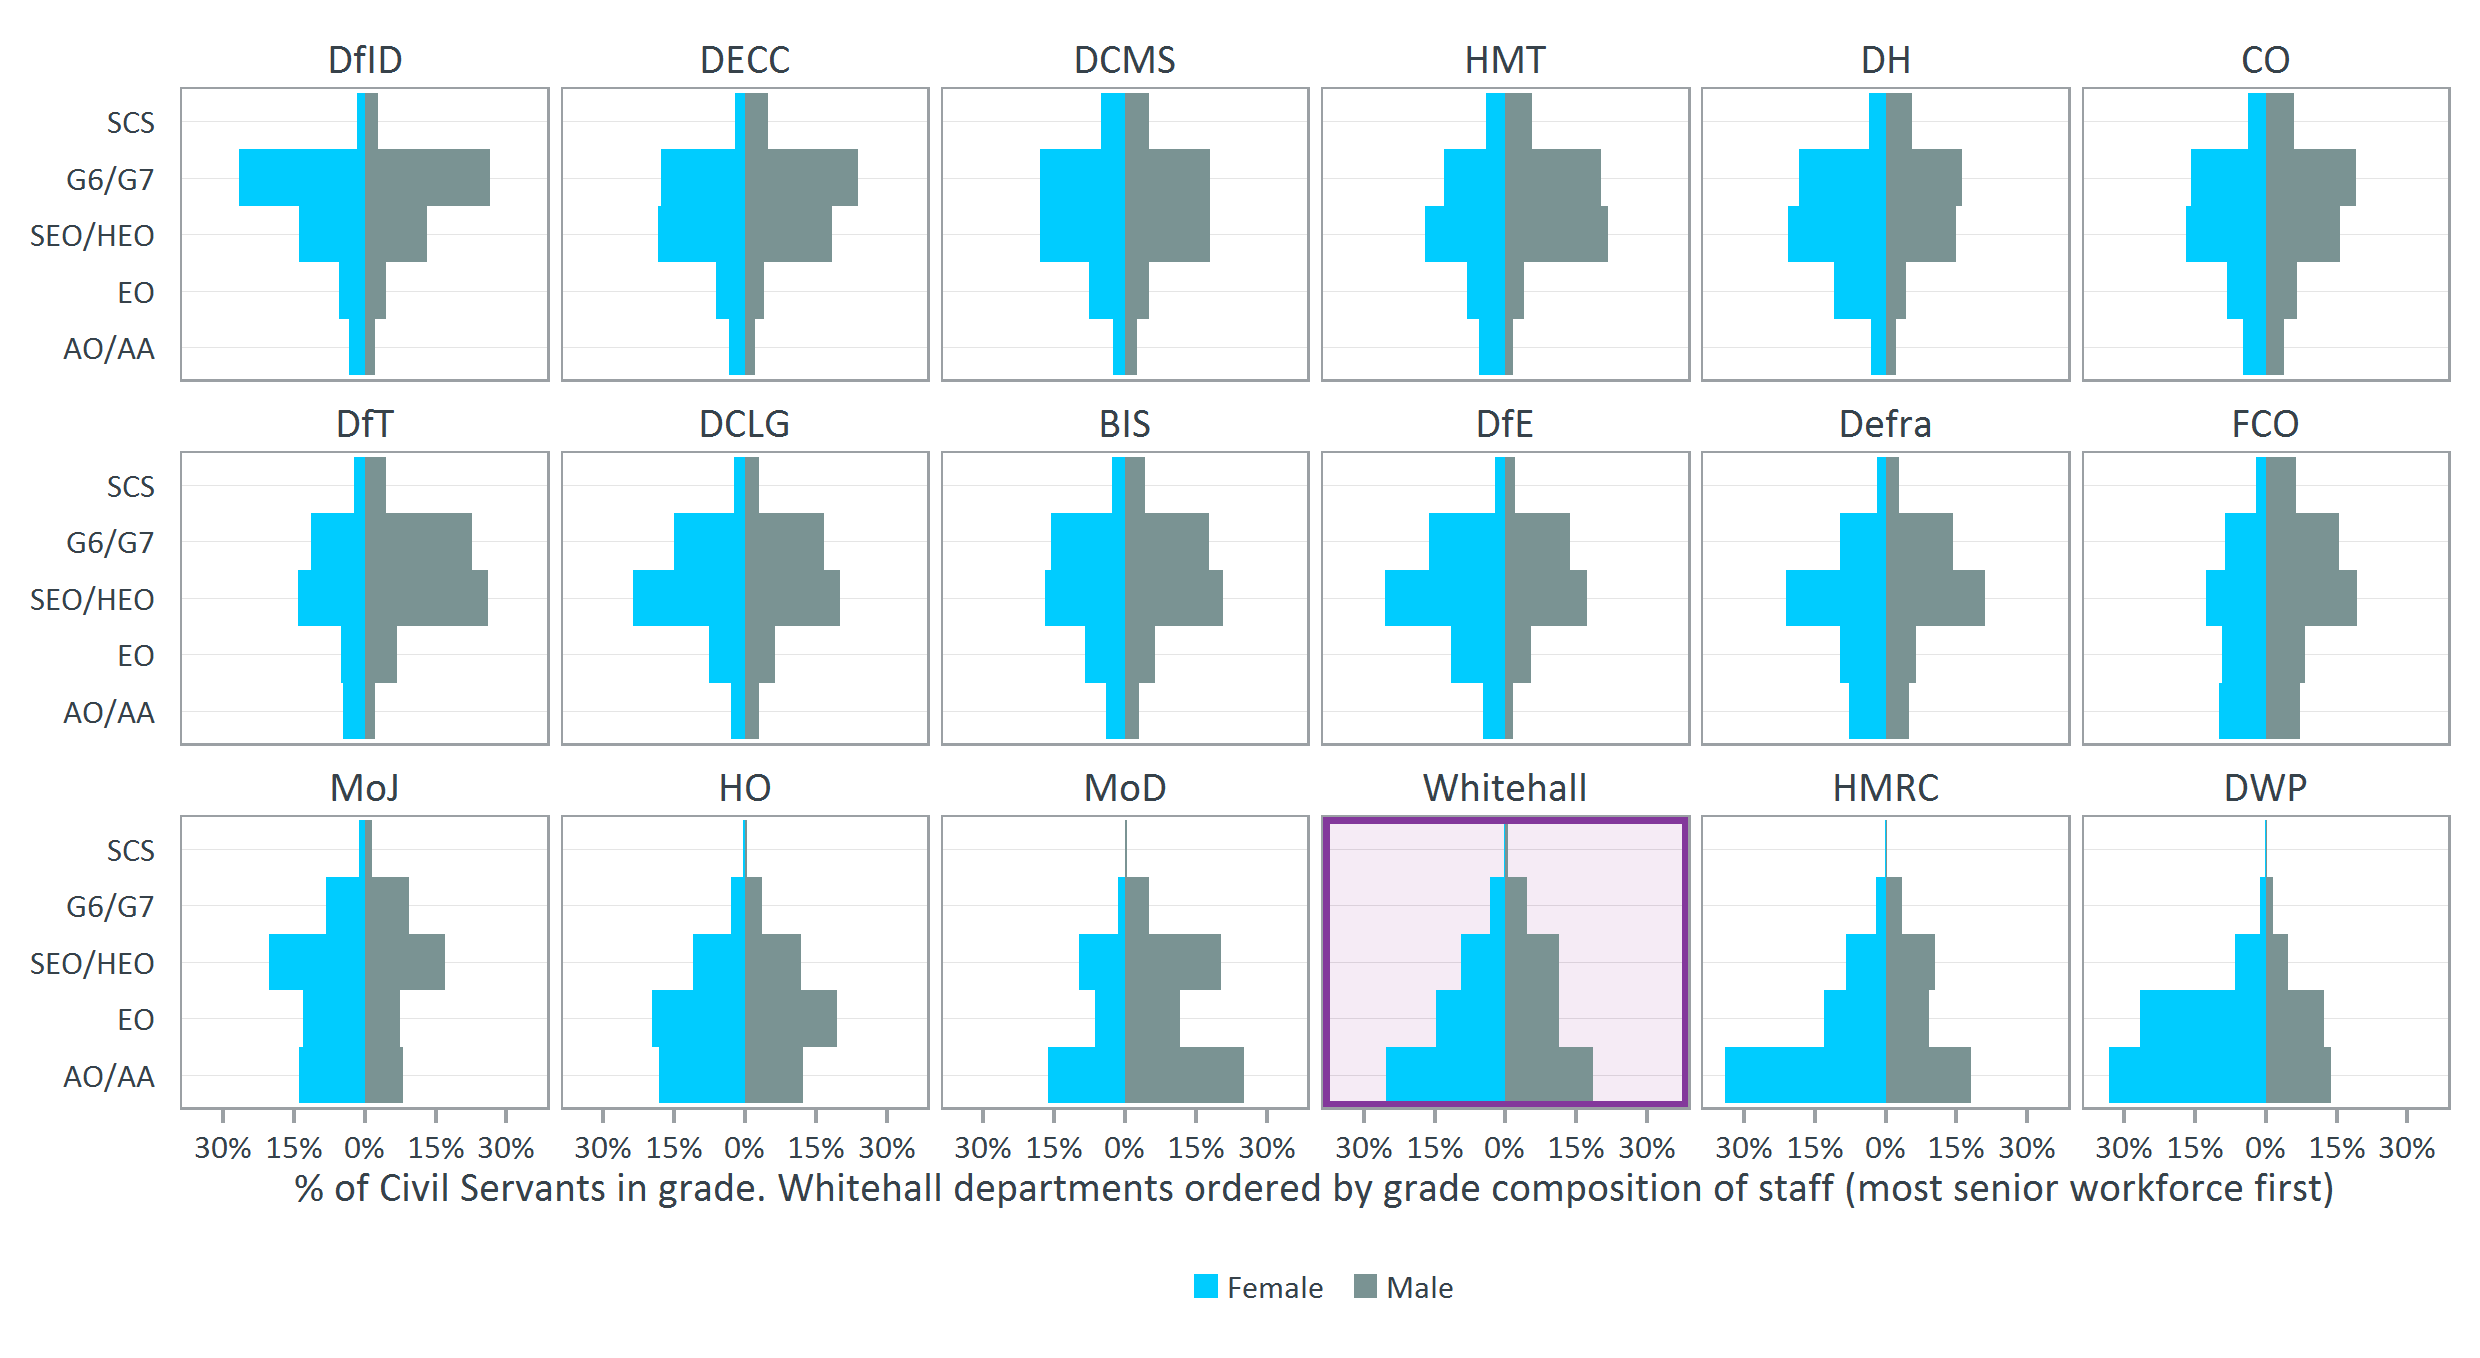 DfID DECC DCMS HMT DH CO
SCS
G6/G7
SEO/HEO
EO
AO/AA
DfT DCLG BIS DfE Defra FCO
SCS
G6/G7
SEO/HEO
EO
AO/AA
MoJ HO MoD Whitehall HMRC DWP
SCS
G6/G7
SEO/HEO
EO
AO/AA
30% 15% 0% 15% 30% 30% 15% 0% 15% 30% 30% 15% 0% 15% 30% 30% 15% 0% 15% 30% 30% 15% 0% 15% 30% 30% 15% 0% 15% 30%
% of Civil Servants in grade. Whitehall departments ordered by grade composition of staff (most senior workforce first)
Female Male